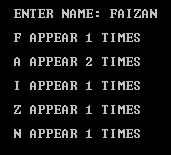 ENTER NAME: FAIZAN
F APPEAR 1 TIMES
A APPEAR 2 TIMES
I APPEAR 1 TIMES
Z APPEAR 1 TIMES
N APPEAR 1 TIMES